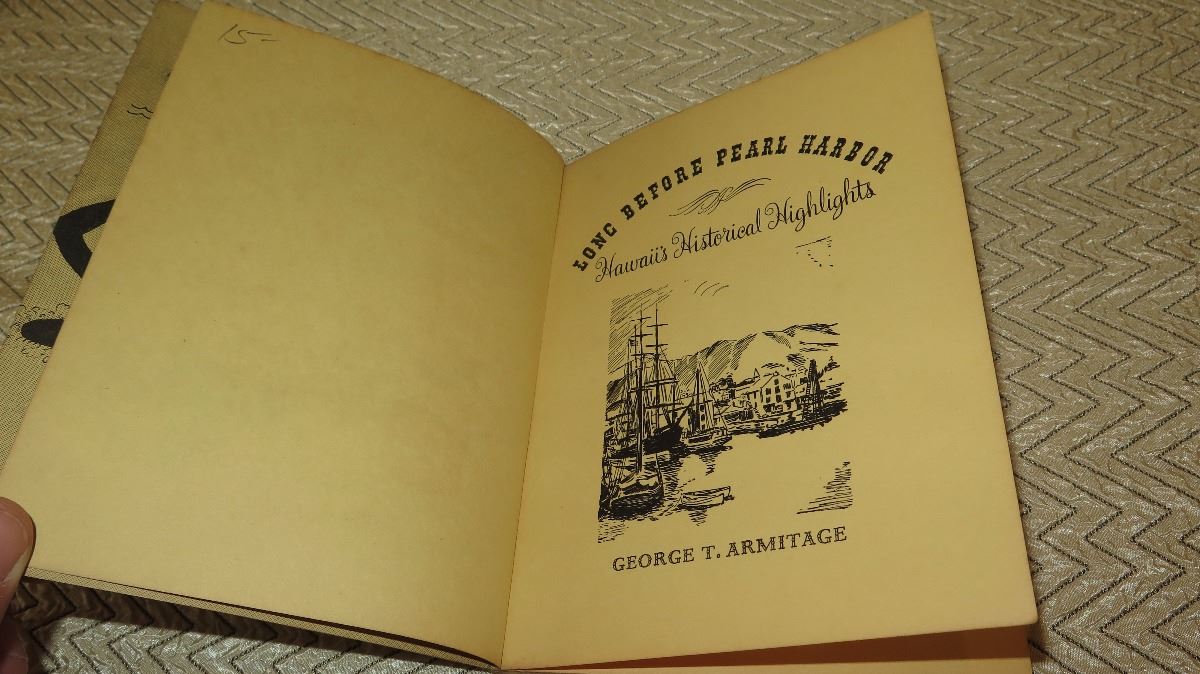 15-
LONG BEFORE PEARL HARBOR
Hawaii's Historical Highlights
GEORGE T. ARMITAGE